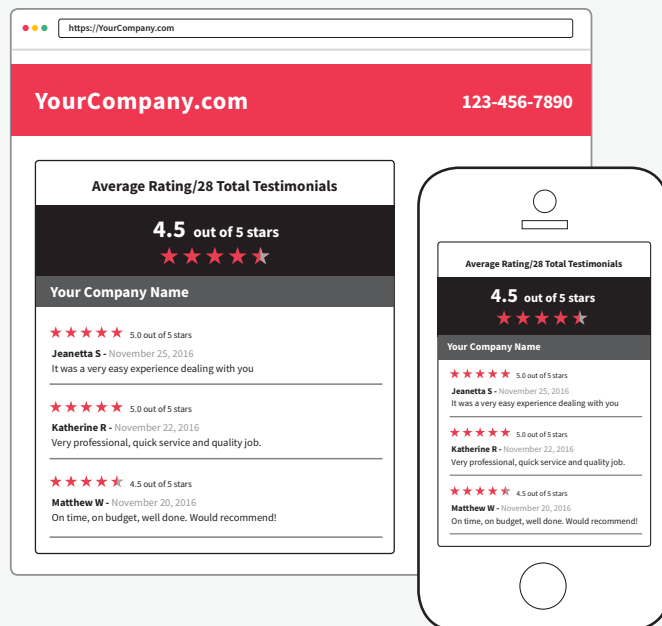 https://YourCompany.com
YourCompany.com
123-456-7890
Average Rating/28 Total Testimonials
4.5 out of 5 stars
Your Company Name
5.0 out of 5 stars
Jeanetta S - November 25, 2016
It was a very easy experience dealing with you
5.0 out of 5 stars
Katherine R - November 22, 2016
Very professional, quick service and quality job.
4.5 out of 5 stars
Matthew W - November 20, 2016
On time, on budget, well done. Would recommend!
Average Rating/28 Total Testimonials
4.5 out of 5 stars
Your Company Name
5.0 out of 5 stars
Jeanetta S - November 25, 2016
It was a very easy experience dealing with you
5.0 out of 5 stars
Katherine R - November 22, 2016
Very professional, quick service and quality job.
4.5 out of 5 stars
Matthew W - November 20, 2016
On time, on budget, well done. Would recommend!